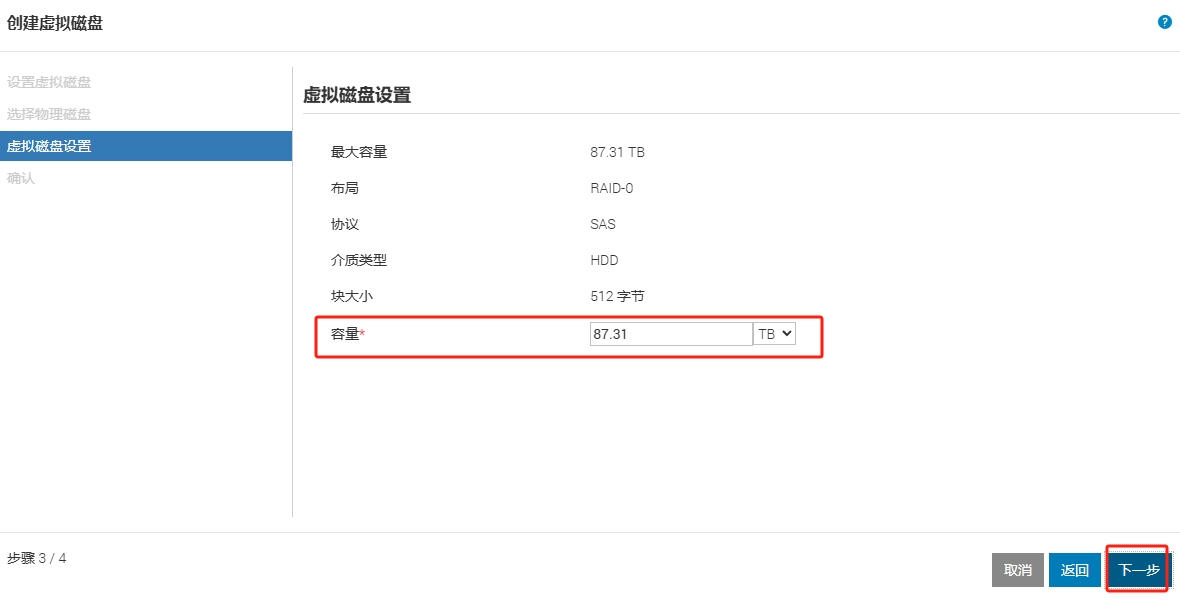 创建虚拟磁盘
?
设置虚拟磁盘
选择物理磁盘
虚拟磁盘设置
确认
虚拟磁盘设置
最大容量 87.31 TB
布局 RAID-0
协议 SAS
介质类型 HDD
块大小 512 字节
容量* 87.31 TB
步骤 3 / 4
取消 返回 下一步